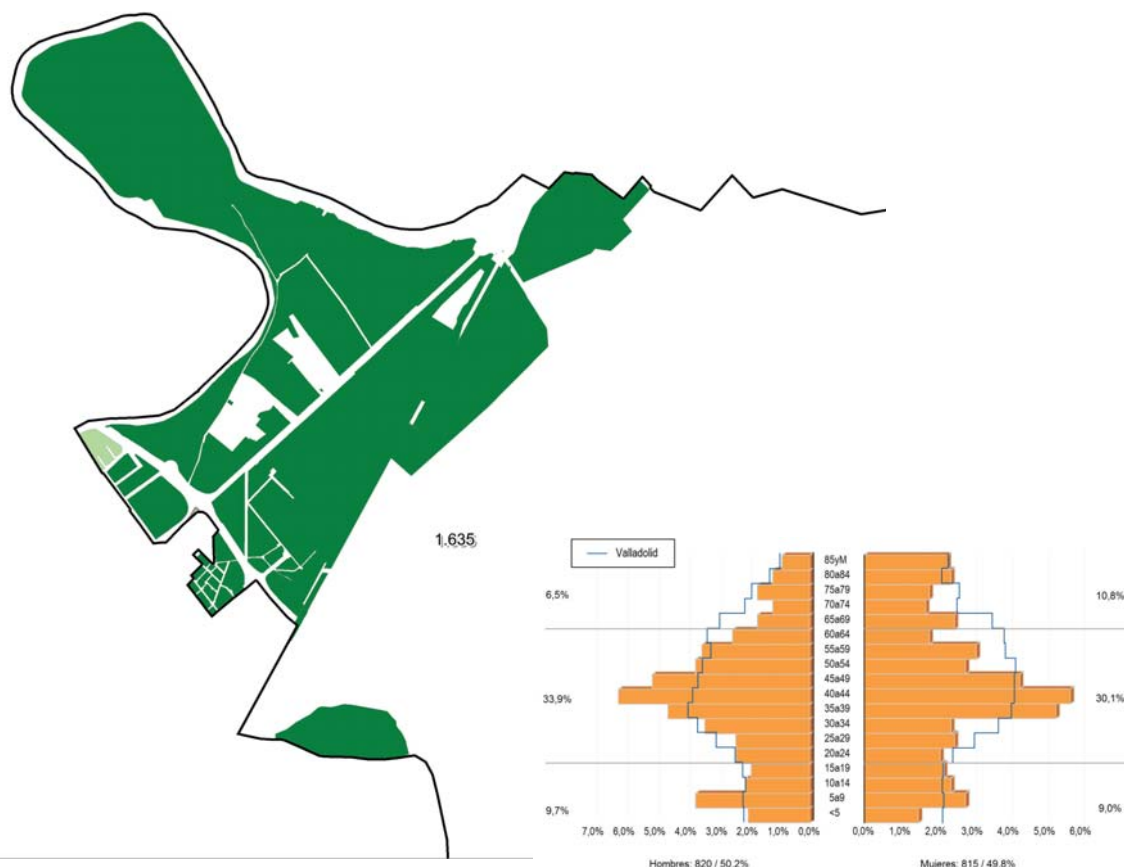 1.635
Valladolid
85yM
80a84
75a79
6,5% 10,8%
70a74
65a69
60a64
55a59
50a54
45a49
40a44
33,9% 30,1%
35a39
30a34
25a29
20a24
15a19
10a14
5a9
9,7% 9,0%
<5
7,0% 6,0% 5,0% 4,0% 3,0% 2,0% 1,0% 0,0% 0,0% 1,0% 2,0% 3,0% 4,0% 5,0% 6,0%
Hombres: 820 / 50,2% Mujeres: 815 / 49,8%